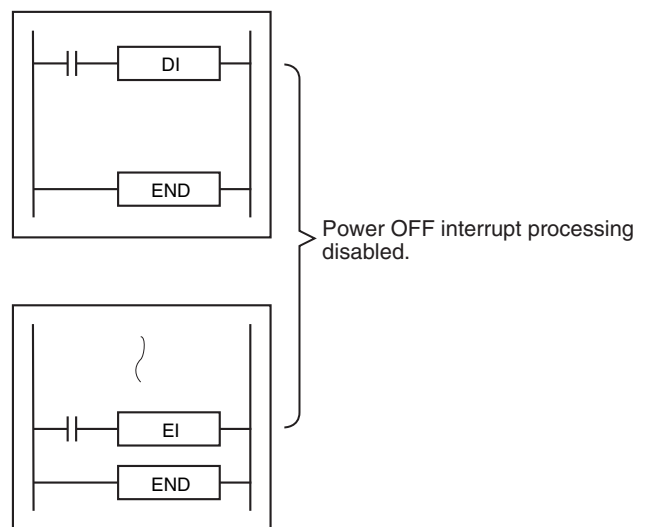 DI
END
Power OFF interrupt processing
disabled.
EI
END